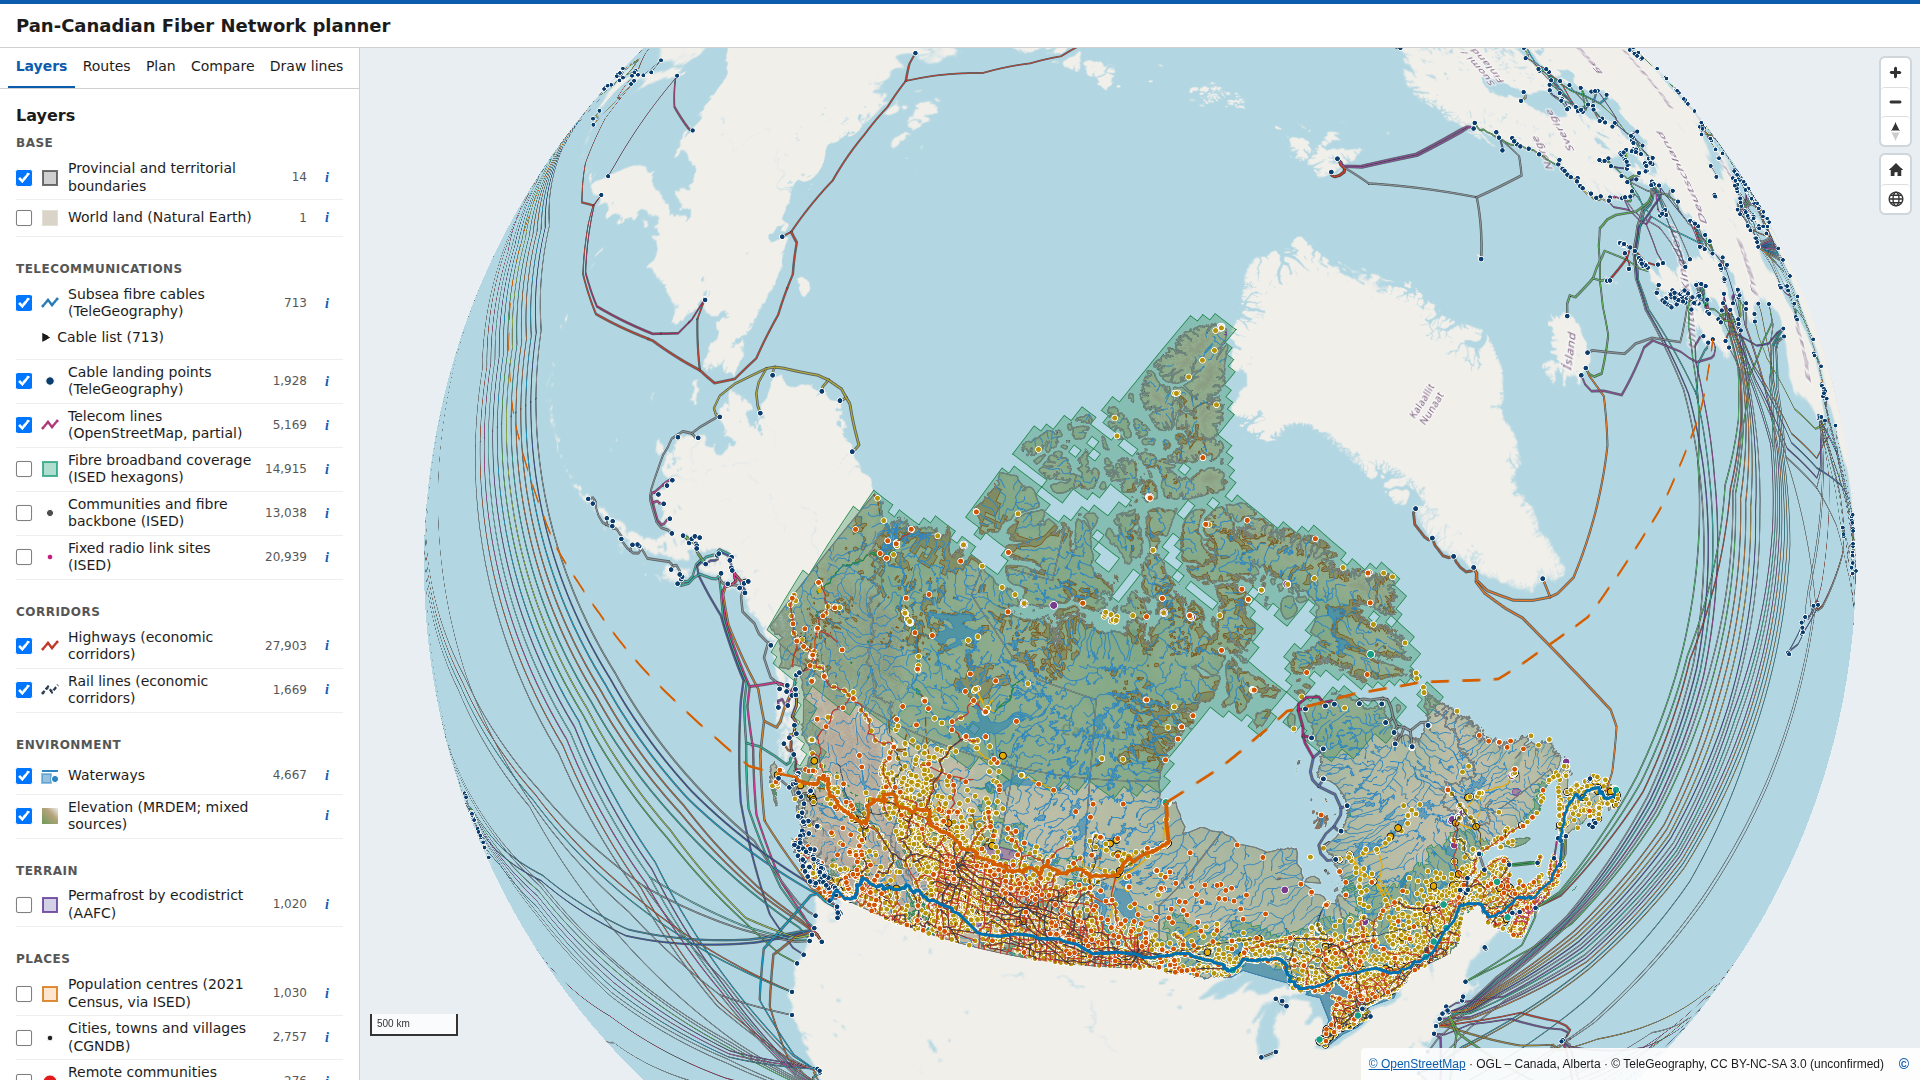 Pan-Canadian Fiber Network planner
Layers
Routes
Plan
Compare
Draw lines
Layers
BASE
Provincial and territorial
boundaries
14
i
World land (Natural Earth)
1
i
TELECOMMUNICATIONS
Subsea fibre cables
(TeleGeography)
713
i
Cable list (713)
Cable landing points
(TeleGeography)
1,928
i
Telecom lines
(OpenStreetMap, partial)
5,169
i
Fibre broadband coverage
(ISED hexagons)
14,915
i
Communities and fibre
backbone (ISED)
13,038
i
Fixed radio link sites
(ISED)
20,939
i
CORRIDORS
Highways (economic
corridors)
27,903
i
Rail lines (economic
corridors)
1,669
i
ENVIRONMENT
Waterways
4,667
i
Elevation (MRDEM; mixed
sources)
i
TERRAIN
Permafrost by ecodistrict
(AAFC)
1,020
i
PLACES
Population centres (2021
Census, via ISED)
1,030
i
Cities, towns and villages
(CGNDB)
2,757
i
Remote communities
276
i
Suomi
Finland
Sverige
Norge
Deutschland
Ísland
Kalaallit
Nunaat
500 km
© OpenStreetMap · OGL – Canada, Alberta · © TeleGeography, CC BY-NC-SA 3.0 (unconfirmed)
©